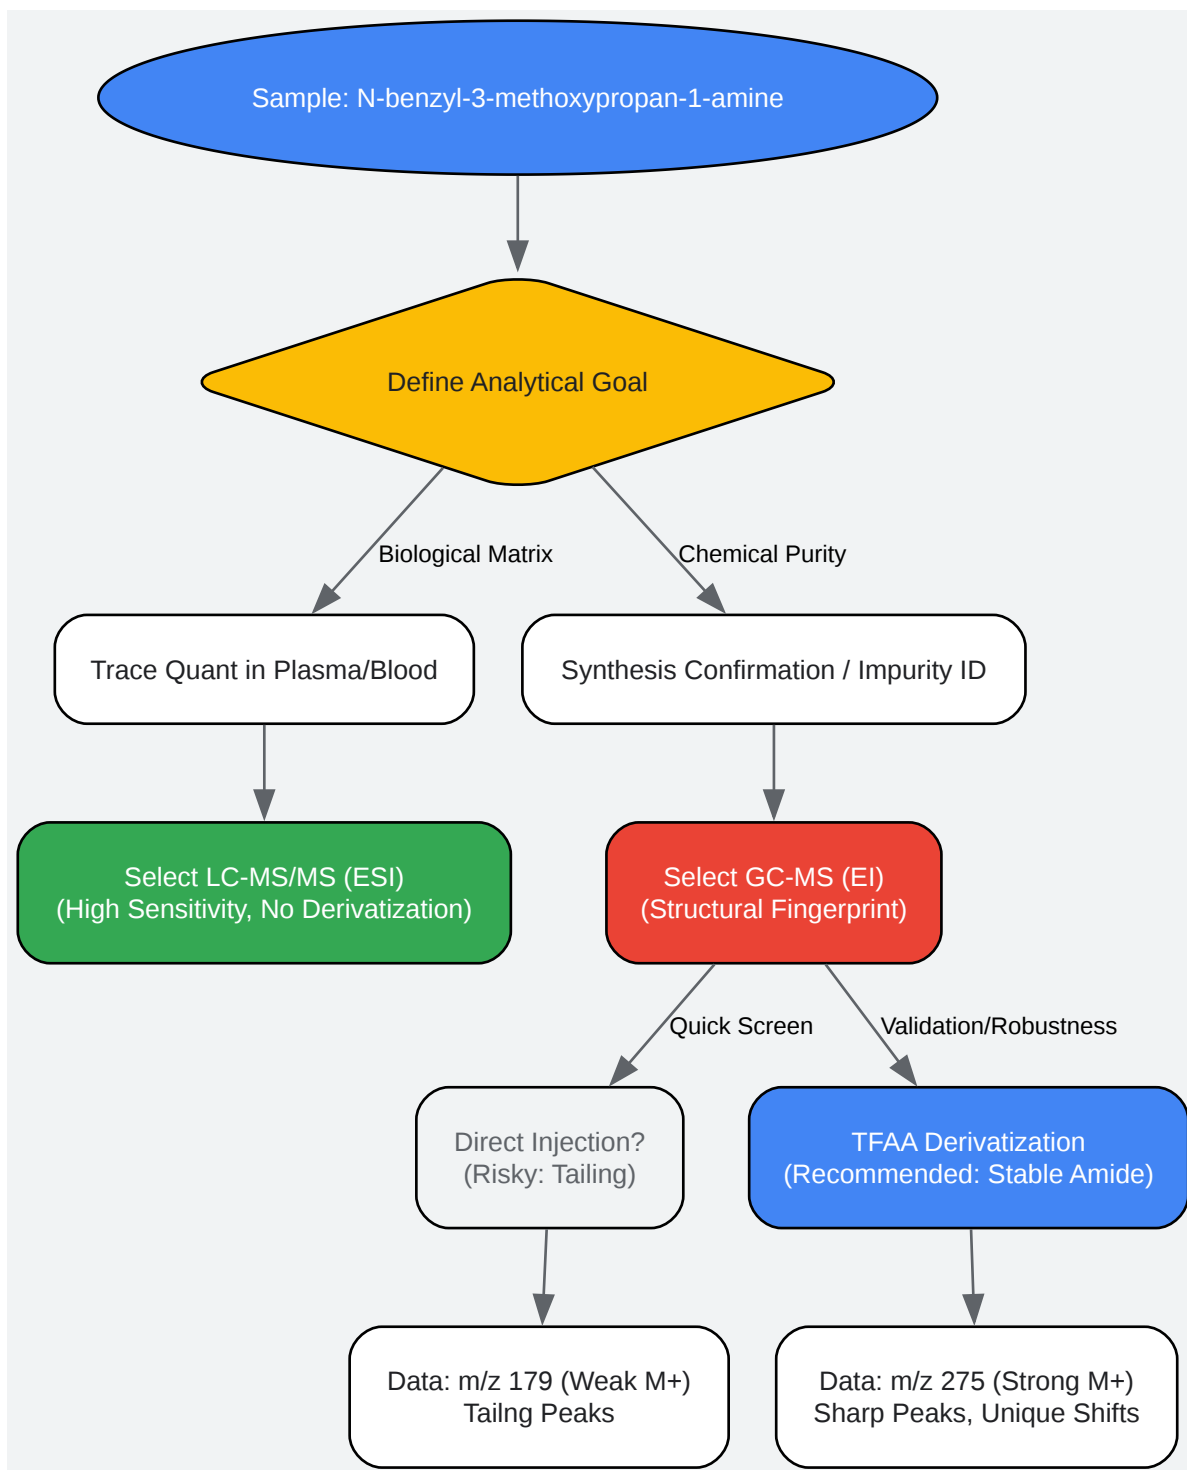 Sample: N-benzyl-3-methoxypropan-1-amine
Define Analytical Goal
Biological Matrix
Chemical Purity
Trace Quant in Plasma/Blood
Synthesis Confirmation / Impurity ID
Select LC-MS/MS (ESI)
(High Sensitivity, No Derivatization)
Select GC-MS (EI)
(Structural Fingerprint)
Quick Screen
Validation/Robustness
Direct Injection?
(Risky: Tailing)
TFAA Derivatization
(Recommended: Stable Amide)
Data: m/z 179 (Weak M+)
Tailng Peaks
Data: m/z 275 (Strong M+)
Sharp Peaks, Unique Shifts